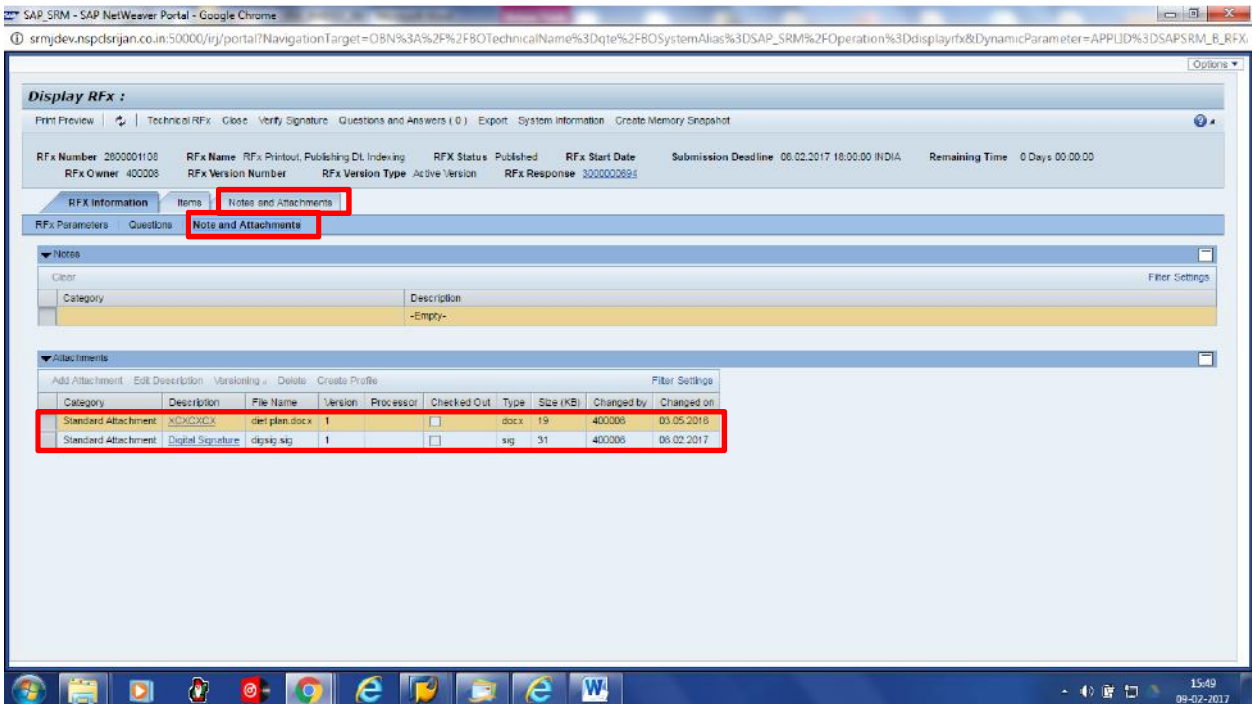 SAP_SRM - SAP NetWeaver Portal - Google Chrome
srmjdev.nspclsrijan.co.in:50000/irj/portal?NavigationTarget=OBN%3A%2F%2FBOTechnicalName%3Dqte%2FBOSystemAlias%3DSAP_SRM%2FOperation%3Ddisplayrfx&DynamicParameter=APPLID%3DSAPSRM_B_RFX
Options
Display RFx :
Print Preview Technical RFx Close Verify Signature Questions and Answers ( 0 ) Export System Information Create Memory Snapshot
RFx Number 2800001108 RFx Name RFx Printout, Publishing Dt. Indexing RFX Status Published RFx Start Date Submission Deadline 08.02.2017 18:00:00 INDIA Remaining Time 0 Days 00:00:00
RFx Owner 400008 RFx Version Number RFx Version Type Active Version RFx Response 3000000694
RFX Information Items Notes and Attachments
RFx Parameters Questions Note and Attachments
Notes
Clear Filter Settings
Category Description
-Empty-
Attachments
Add Attachment Edit Description Versioning Delete Create Profile Filter Settings
Category Description File Name Version Processor Checked Out Type Size (KB) Changed by Changed on
Standard Attachment XCXCXCX diet plan.docx 1 docx 19 400008 03.05.2016
Standard Attachment Digital Signature digsig.sig 1 sig 31 400008 08.02.2017
15:49
09-02-2017